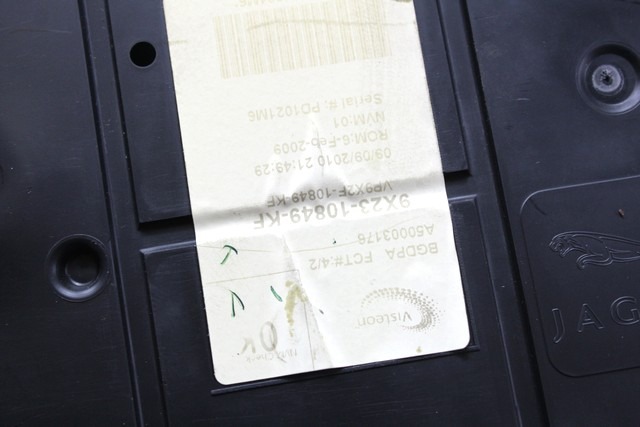 Visteon
OK
BGDPA FCT#:4/2
A50003176
9X23-10849-KF
VP9X2F-10849-KF
09/09/2010 21:49:29
ROM:6-Feb-2009
NVM:01
Serial #: PD1021M6
JAG